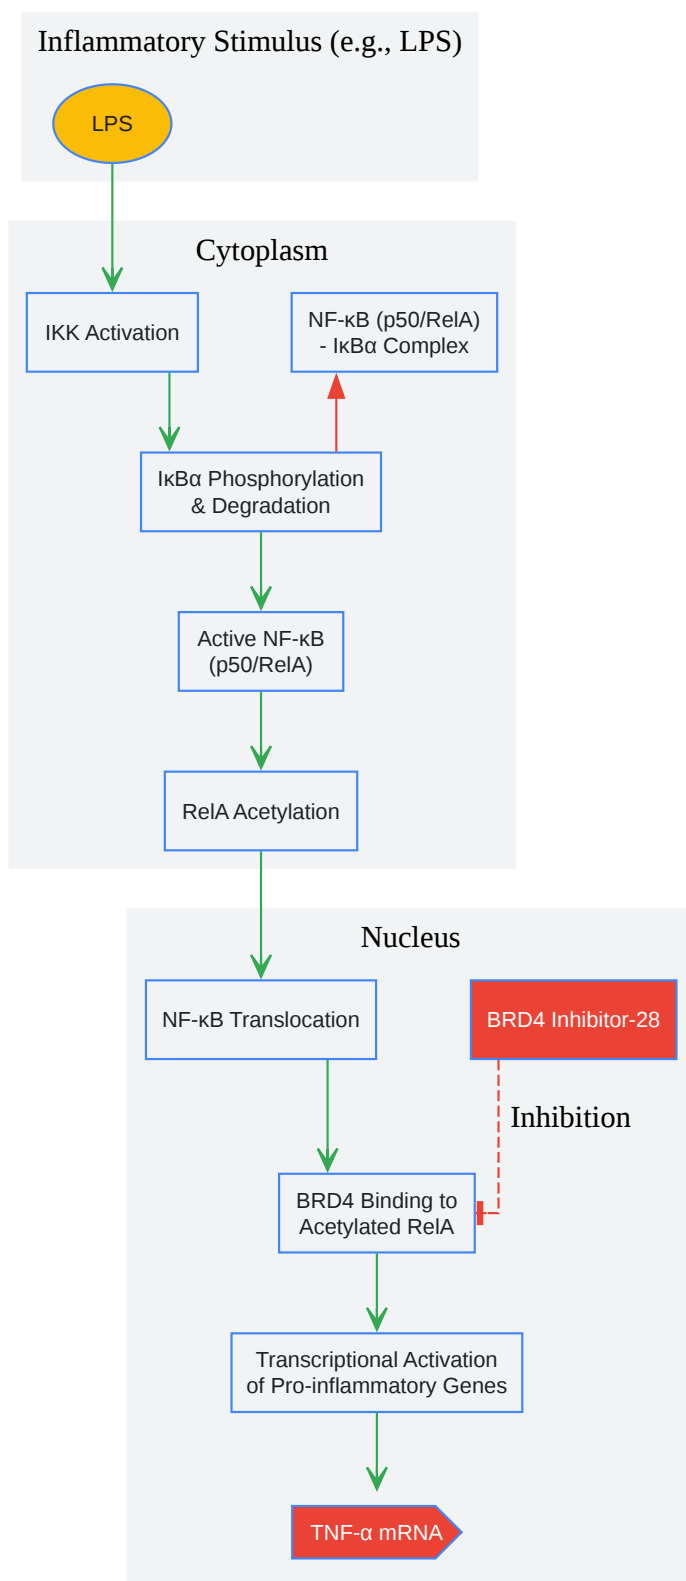 Inflammatory Stimulus (e.g., LPS)
LPS
Cytoplasm
IKK Activation
NF-κB (p50/RelA)
- IκBα Complex
IκBα Phosphorylation
& Degradation
Active NF-κB
(p50/RelA)
RelA Acetylation
Nucleus
NF-κB Translocation
BRD4 Inhibitor-28
Inhibition
BRD4 Binding to
Acetylated RelA
Transcriptional Activation
of Pro-inflammatory Genes
TNF-α mRNA